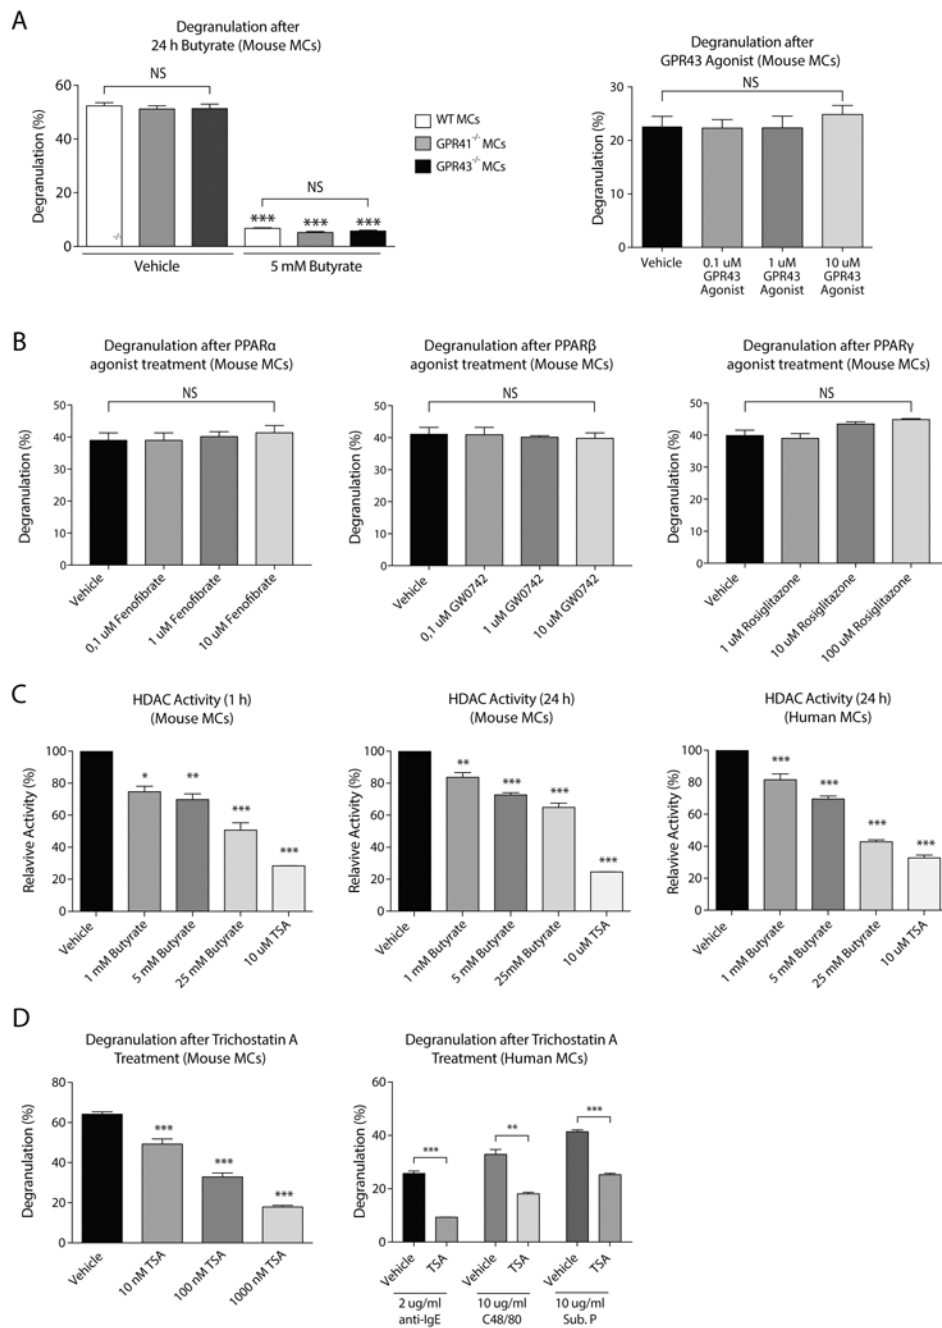 A
Degranulation after
24 h Butyrate (Mouse MCs)
Degranulation (%)
60
40
20
0
NS
NS
***
***
***
-/-
Vehicle
5 mM Butyrate
WT MCs
GPR41-/- MCs
GPR43-/- MCs
Degranulation after
GPR43 Agonist (Mouse MCs)
NS
Degranulation (%)
30
20
10
0
Vehicle
0.1 uM
GPR43
Agonist
1 uM
GPR43
Agonist
10 uM
GPR43
Agonist
B
Degranulation after PPARα
agonist treatment (Mouse MCs)
NS
Degranulation (%)
50
40
30
20
10
0
Vehicle
0,1 uM Fenofibrate
1 uM Fenofibrate
10 uM Fenofibrate
Degranulation after PPARβ
agonist treatment (Mouse MCs)
NS
Degranulation (%)
50
40
30
20
10
0
Vehicle
0,1 uM GW0742
1 uM GW0742
10 uM GW0742
Degranulation after PPARγ
agonist treatment (Mouse MCs)
NS
Degranulation (%)
50
40
30
20
10
0
Vehicle
1 uM Rosiglitazone
10 uM Rosiglitazone
100 uM Rosiglitazone
C
HDAC Activity (1 h)
(Mouse MCs)
Relavive Activity (%)
100
80
60
40
20
0
*
**
***
***
Vehicle
1 mM Butyrate
5 mM Butyrate
25 mM Butyrate
10 uM TSA
HDAC Activity (24 h)
(Mouse MCs)
Relavive Activity (%)
100
80
60
40
20
0
**
***
***
***
Vehicle
1 mM Butyrate
5 mM Butyrate
25mM Butyrate
10 uM TSA
HDAC Activity (24 h)
(Human MCs)
Relavive Activity (%)
100
80
60
40
20
0
***
***
***
***
Vehicle
1 mM Butyrate
5 mM Butyrate
25 mM Butyrate
10 uM TSA
D
Degranulation after Trichostatin A
Treatment (Mouse MCs)
Degranulation (%)
80
60
40
20
0
***
***
***
Vehicle
10 nM TSA
100 nM TSA
1000 nM TSA
Degranulation after Trichostatin A
Treatment (Human MCs)
Degranulation (%)
60
40
20
0
***
**
***
Vehicle
TSA
Vehicle
TSA
Vehicle
TSA
2 ug/ml
anti-IgE
10 ug/ml
C48/80
10 ug/ml
Sub. P